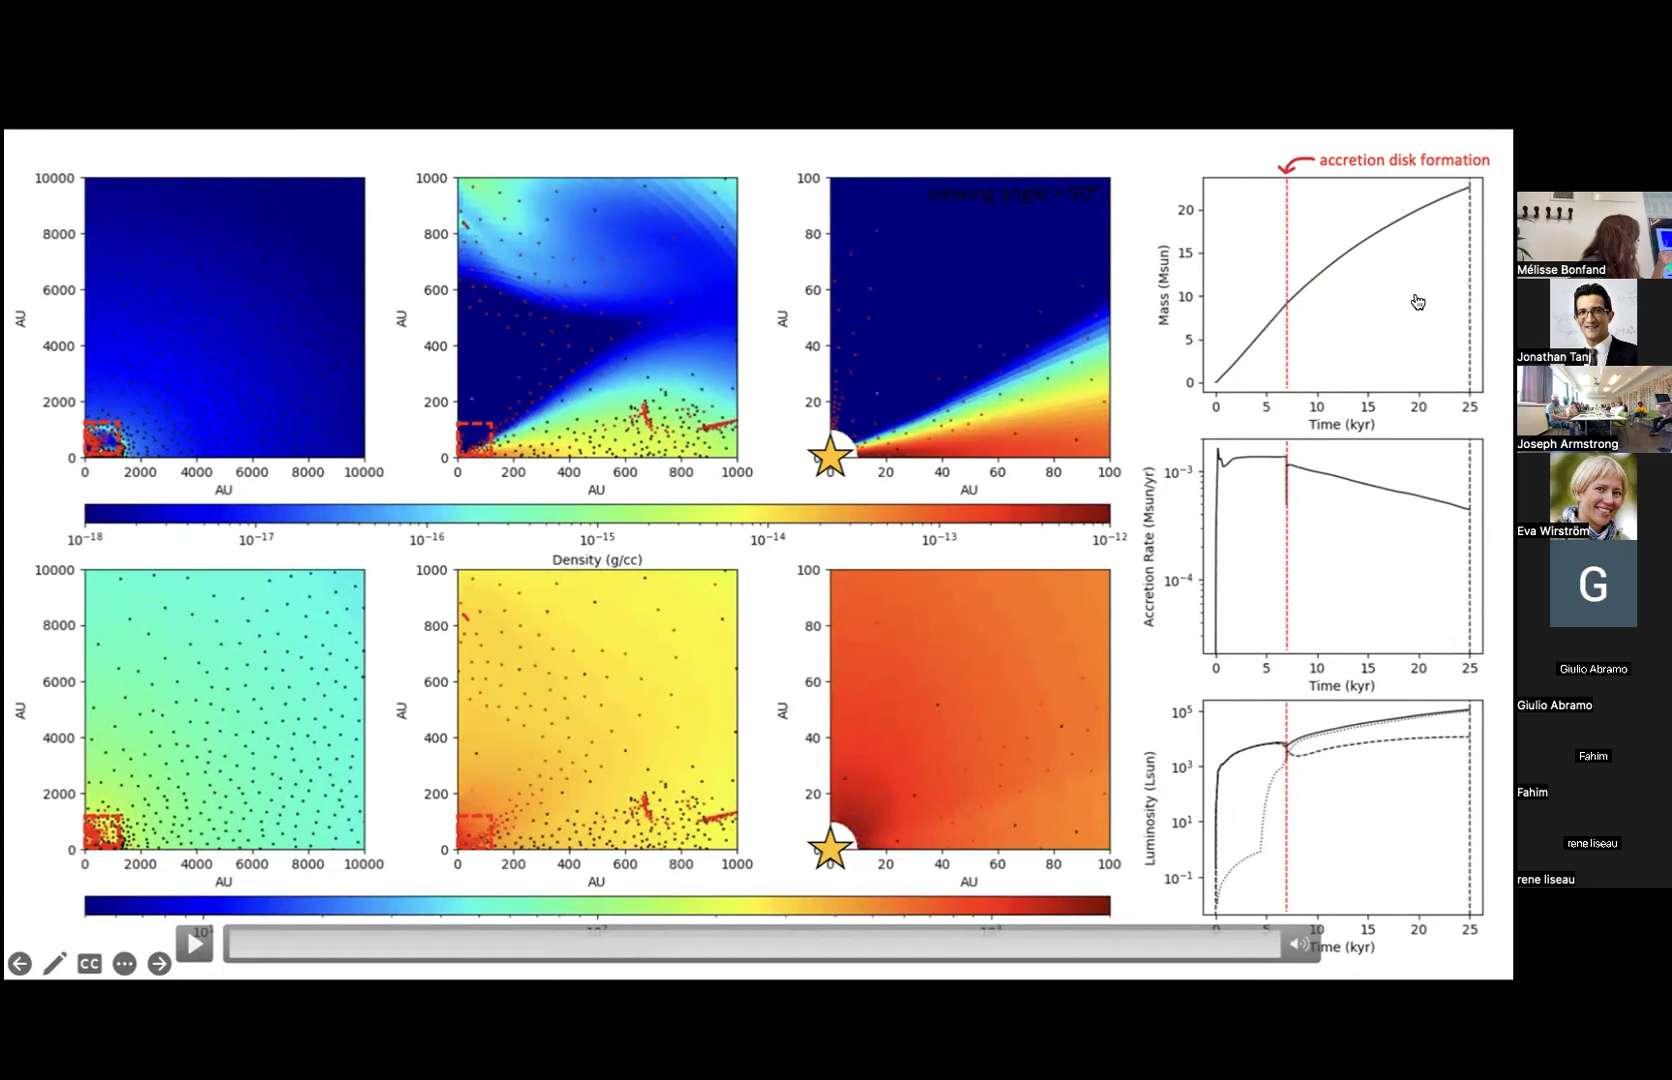 accretion disk formation
viewing angle = 90°
10000
8000
6000
4000
2000
0
AU
0 2000 4000 6000 8000 10000
AU
1000
800
600
400
200
0
AU
0 200 400 600 800 1000
AU
100
80
60
40
20
AU
20 40 60 80 100
AU
10⁻¹⁸ 10⁻¹⁷ 10⁻¹⁶ 10⁻¹⁵ 10⁻¹⁴ 10⁻¹³ 10⁻¹²
Density (g/cc)
10000
8000
6000
4000
2000
0
AU
0 2000 4000 6000 8000 10000
AU
1000
800
600
400
200
0
AU
0 200 400 600 800 1000
AU
100
80
60
40
20
AU
20 40 60 80 100
AU
20
15
10
5
0
Mass (Msun)
0 5 10 15 20 25
Time (kyr)
10⁻³
10⁻⁴
Accretion Rate (Msun/yr)
0 5 10 15 20 25
Time (kyr)
10⁵
10³
10¹
10⁻¹
Luminosity (Lsun)
0 5 10 15 20 25
Time (kyr)
CC
Mélisse Bonfand
Jonathan Tan
Joseph Armstrong
Eva Wirström
G
Giulio Abramo
Giulio Abramo
Fahim
Fahim
rene liseau
rene liseau